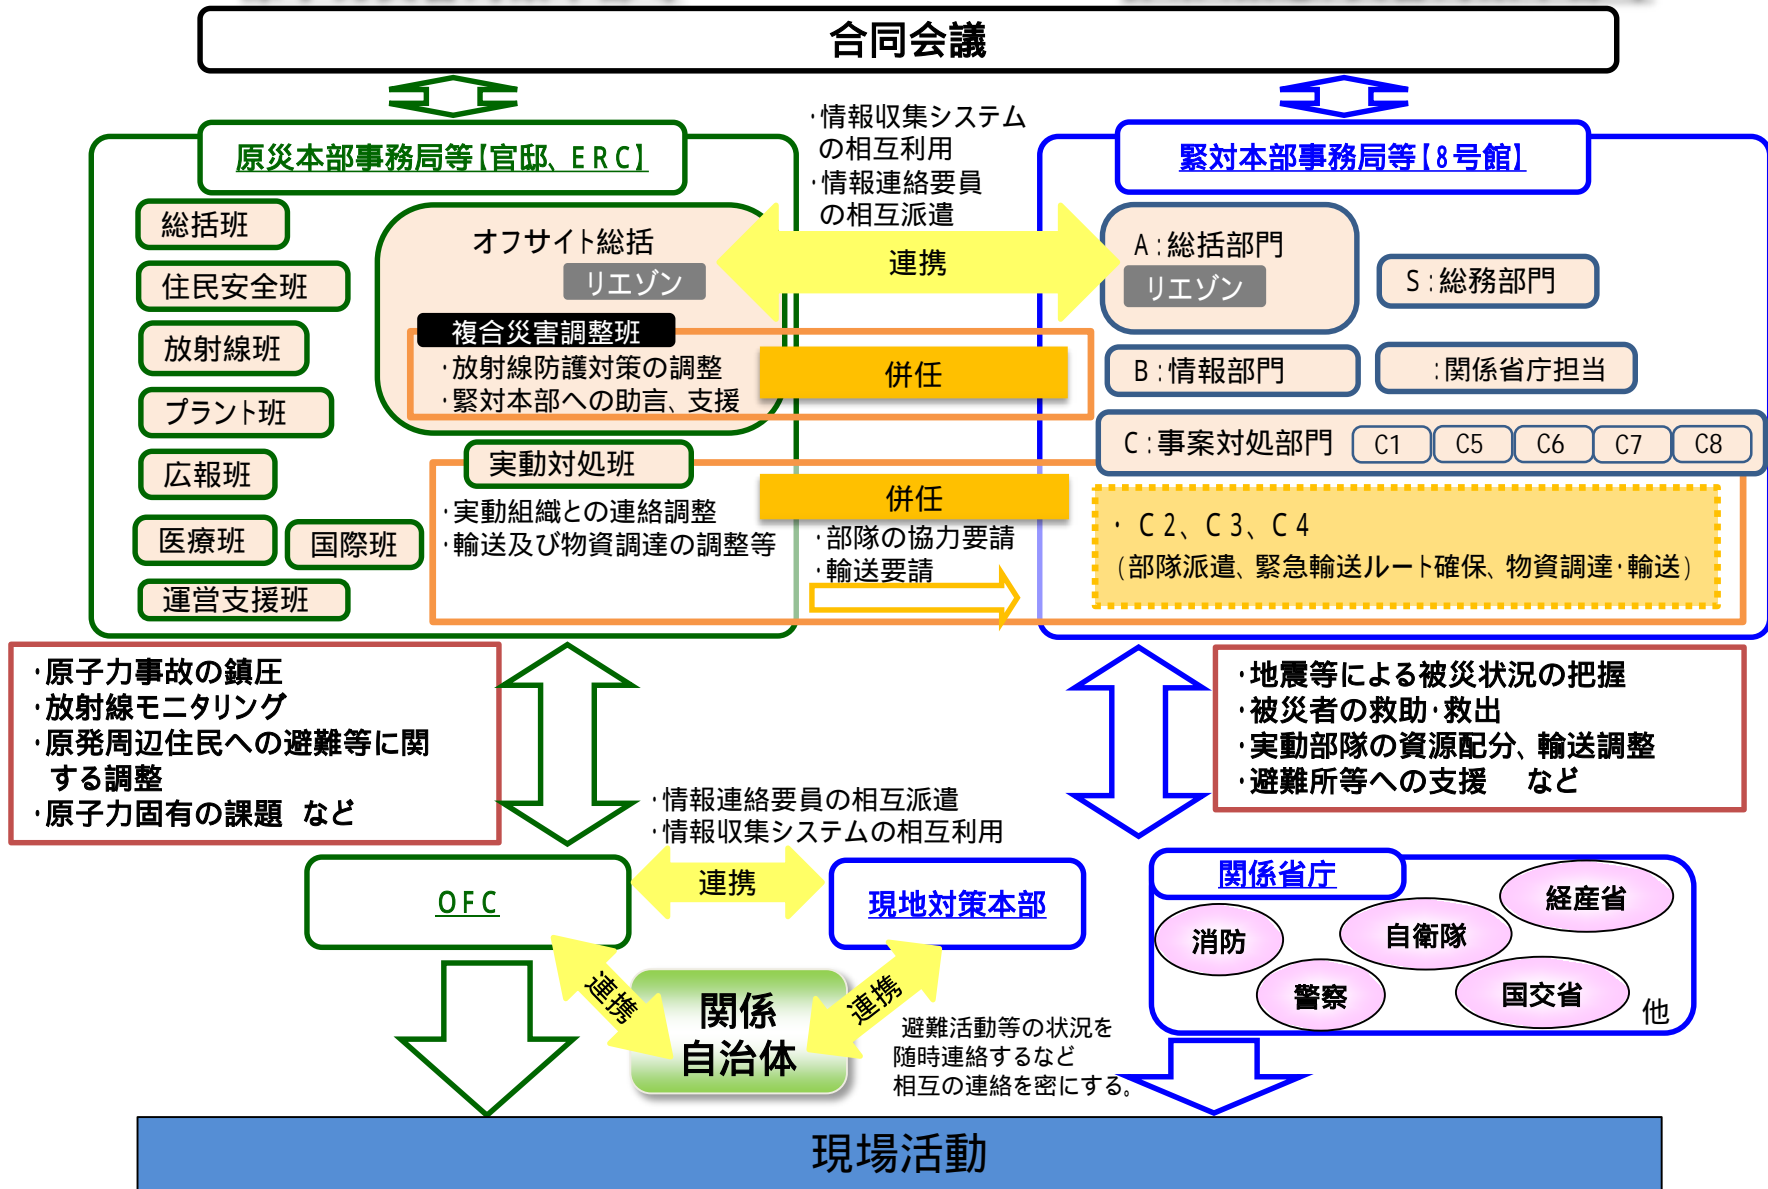 合同会議
原災本部事務局等【官邸、ERC】
総括班
住民安全班
放射線班
プラント班
広報班
医療班
国際班
運営支援班
オフサイト総括
リエゾン
複合災害調整班
・放射線防護対策の調整
・緊対本部への助言、支援
実動対処班
・実動組織との連絡調整
・輸送及び物資調達の調整等
・情報収集システム
の相互利用
・情報連絡要員
の相互派遣
連携
併任
併任
・部隊の協力要請
・輸送要請
緊対本部事務局等【8号館】
A:総括部門
リエゾン
S:総務部門
B:情報部門
:関係省庁担当
C:事案対処部門
C1
C5
C6
C7
C8
・ C2、C3、C4
(部隊派遣、緊急輸送ルート確保、物資調達・輸送)
・原子力事故の鎮圧
・放射線モニタリング
・原発周辺住民への避難等に関
する調整
・原子力固有の課題 など
・地震等による被災状況の把握
・被災者の救助・救出
・実動部隊の資源配分、輸送調整
・避難所等への支援 など
・情報連絡要員の相互派遣
・情報収集システムの相互利用
OFC
連携
現地対策本部
連携
関係
自治体
連携
避難活動等の状況を
随時連絡するなど
相互の連絡を密にする。
関係省庁
経産省
消防
自衛隊
警察
国交省
他
現場活動